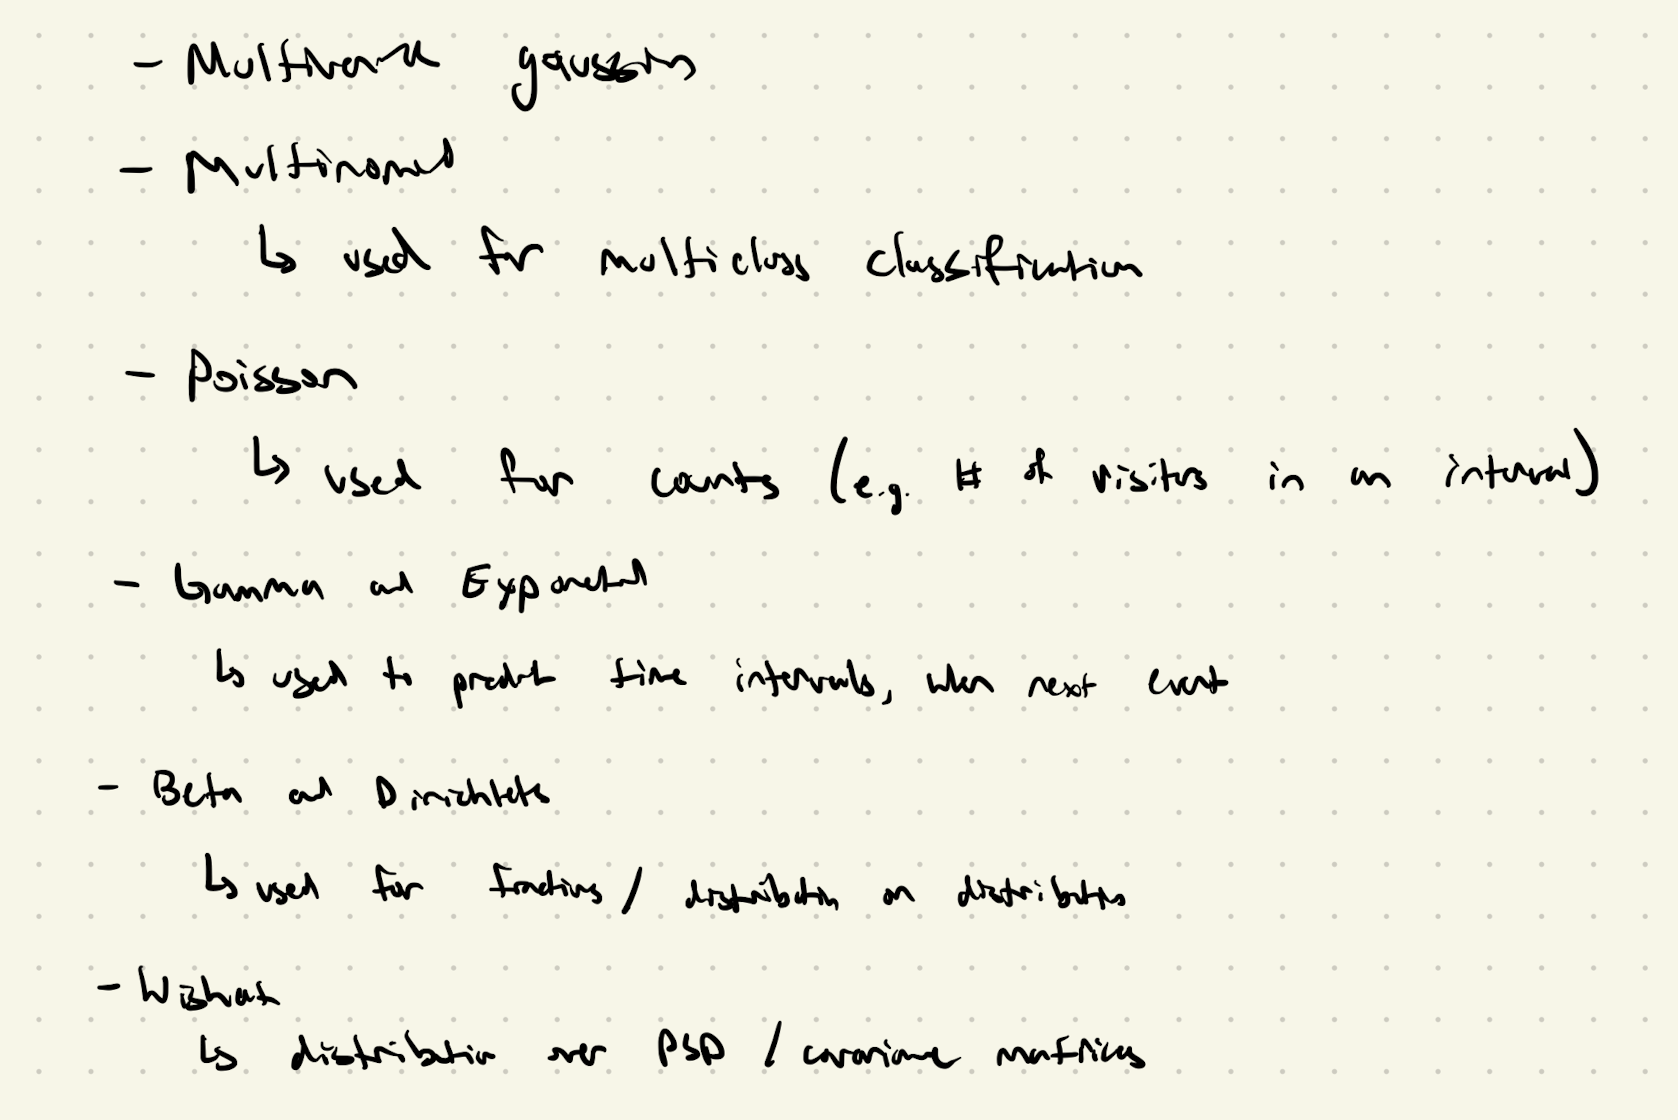 - Multivariate gaussian
- Multinomial
↳ used for multiclass classification
- Poisson
↳ used for counts (e.g. # of visitors in an interval)
- Gamma and Exponential
↳ used to predict time intervals, when next event
- Beta and Dirichlets
↳ used for fractions / distribution on distributions
- Wishart
↳ distribution over PSD / covariance matrices